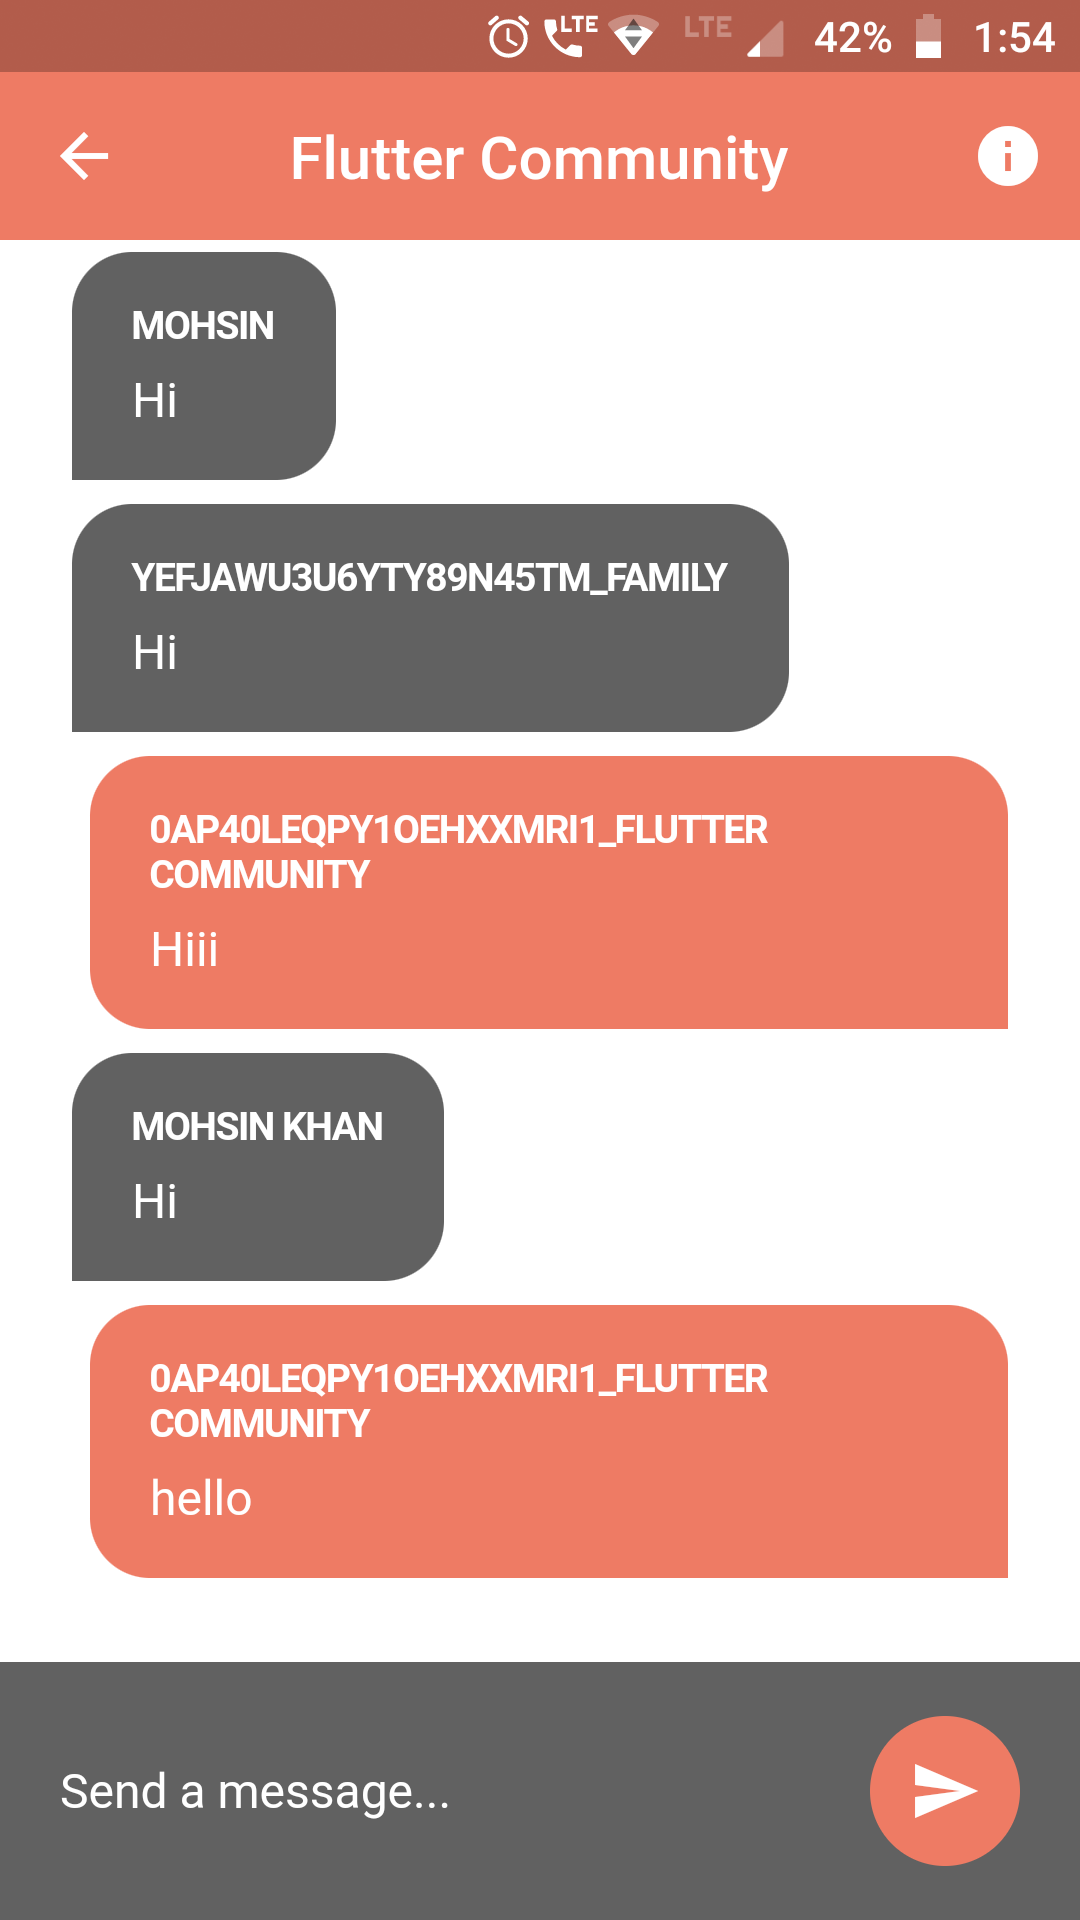 LTE LTE 42% 1:54
Flutter Community
MOHSIN
Hi
YEFJAWU3U6YTY89N45TM_FAMILY
Hi
0AP40LEQPY1OEHXXMRI1_FLUTTER
COMMUNITY
Hiii
MOHSIN KHAN
Hi
0AP40LEQPY1OEHXXMRI1_FLUTTER
COMMUNITY
hello
Send a message...